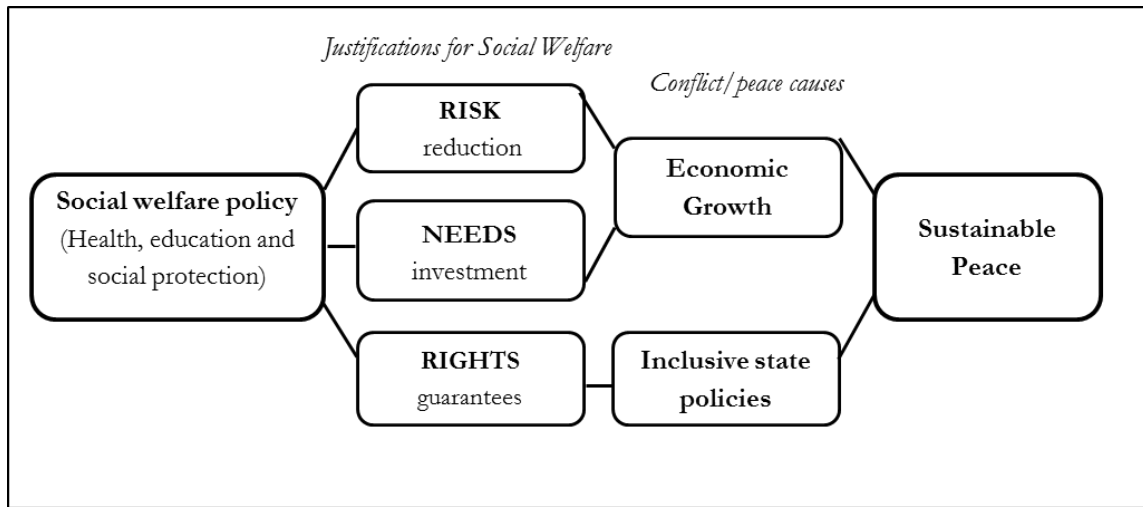 Justifications for Social Welfare
Conflict/peace causes
RISK
reduction
Economic
Growth
Social welfare policy
(Health, education and
social protection)
NEEDS
investment
Sustainable
Peace
RIGHTS
guarantees
Inclusive state
policies